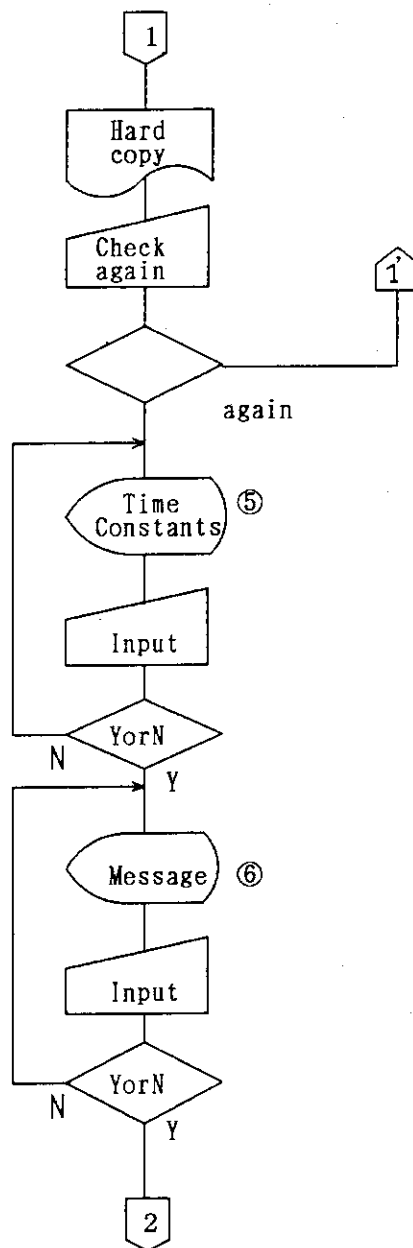 1
Hard
copy
Check
again
1'
again
Time
Constants
⑤
Input
YorN
N
Y
Message
⑥
Input
YorN
N
Y
2